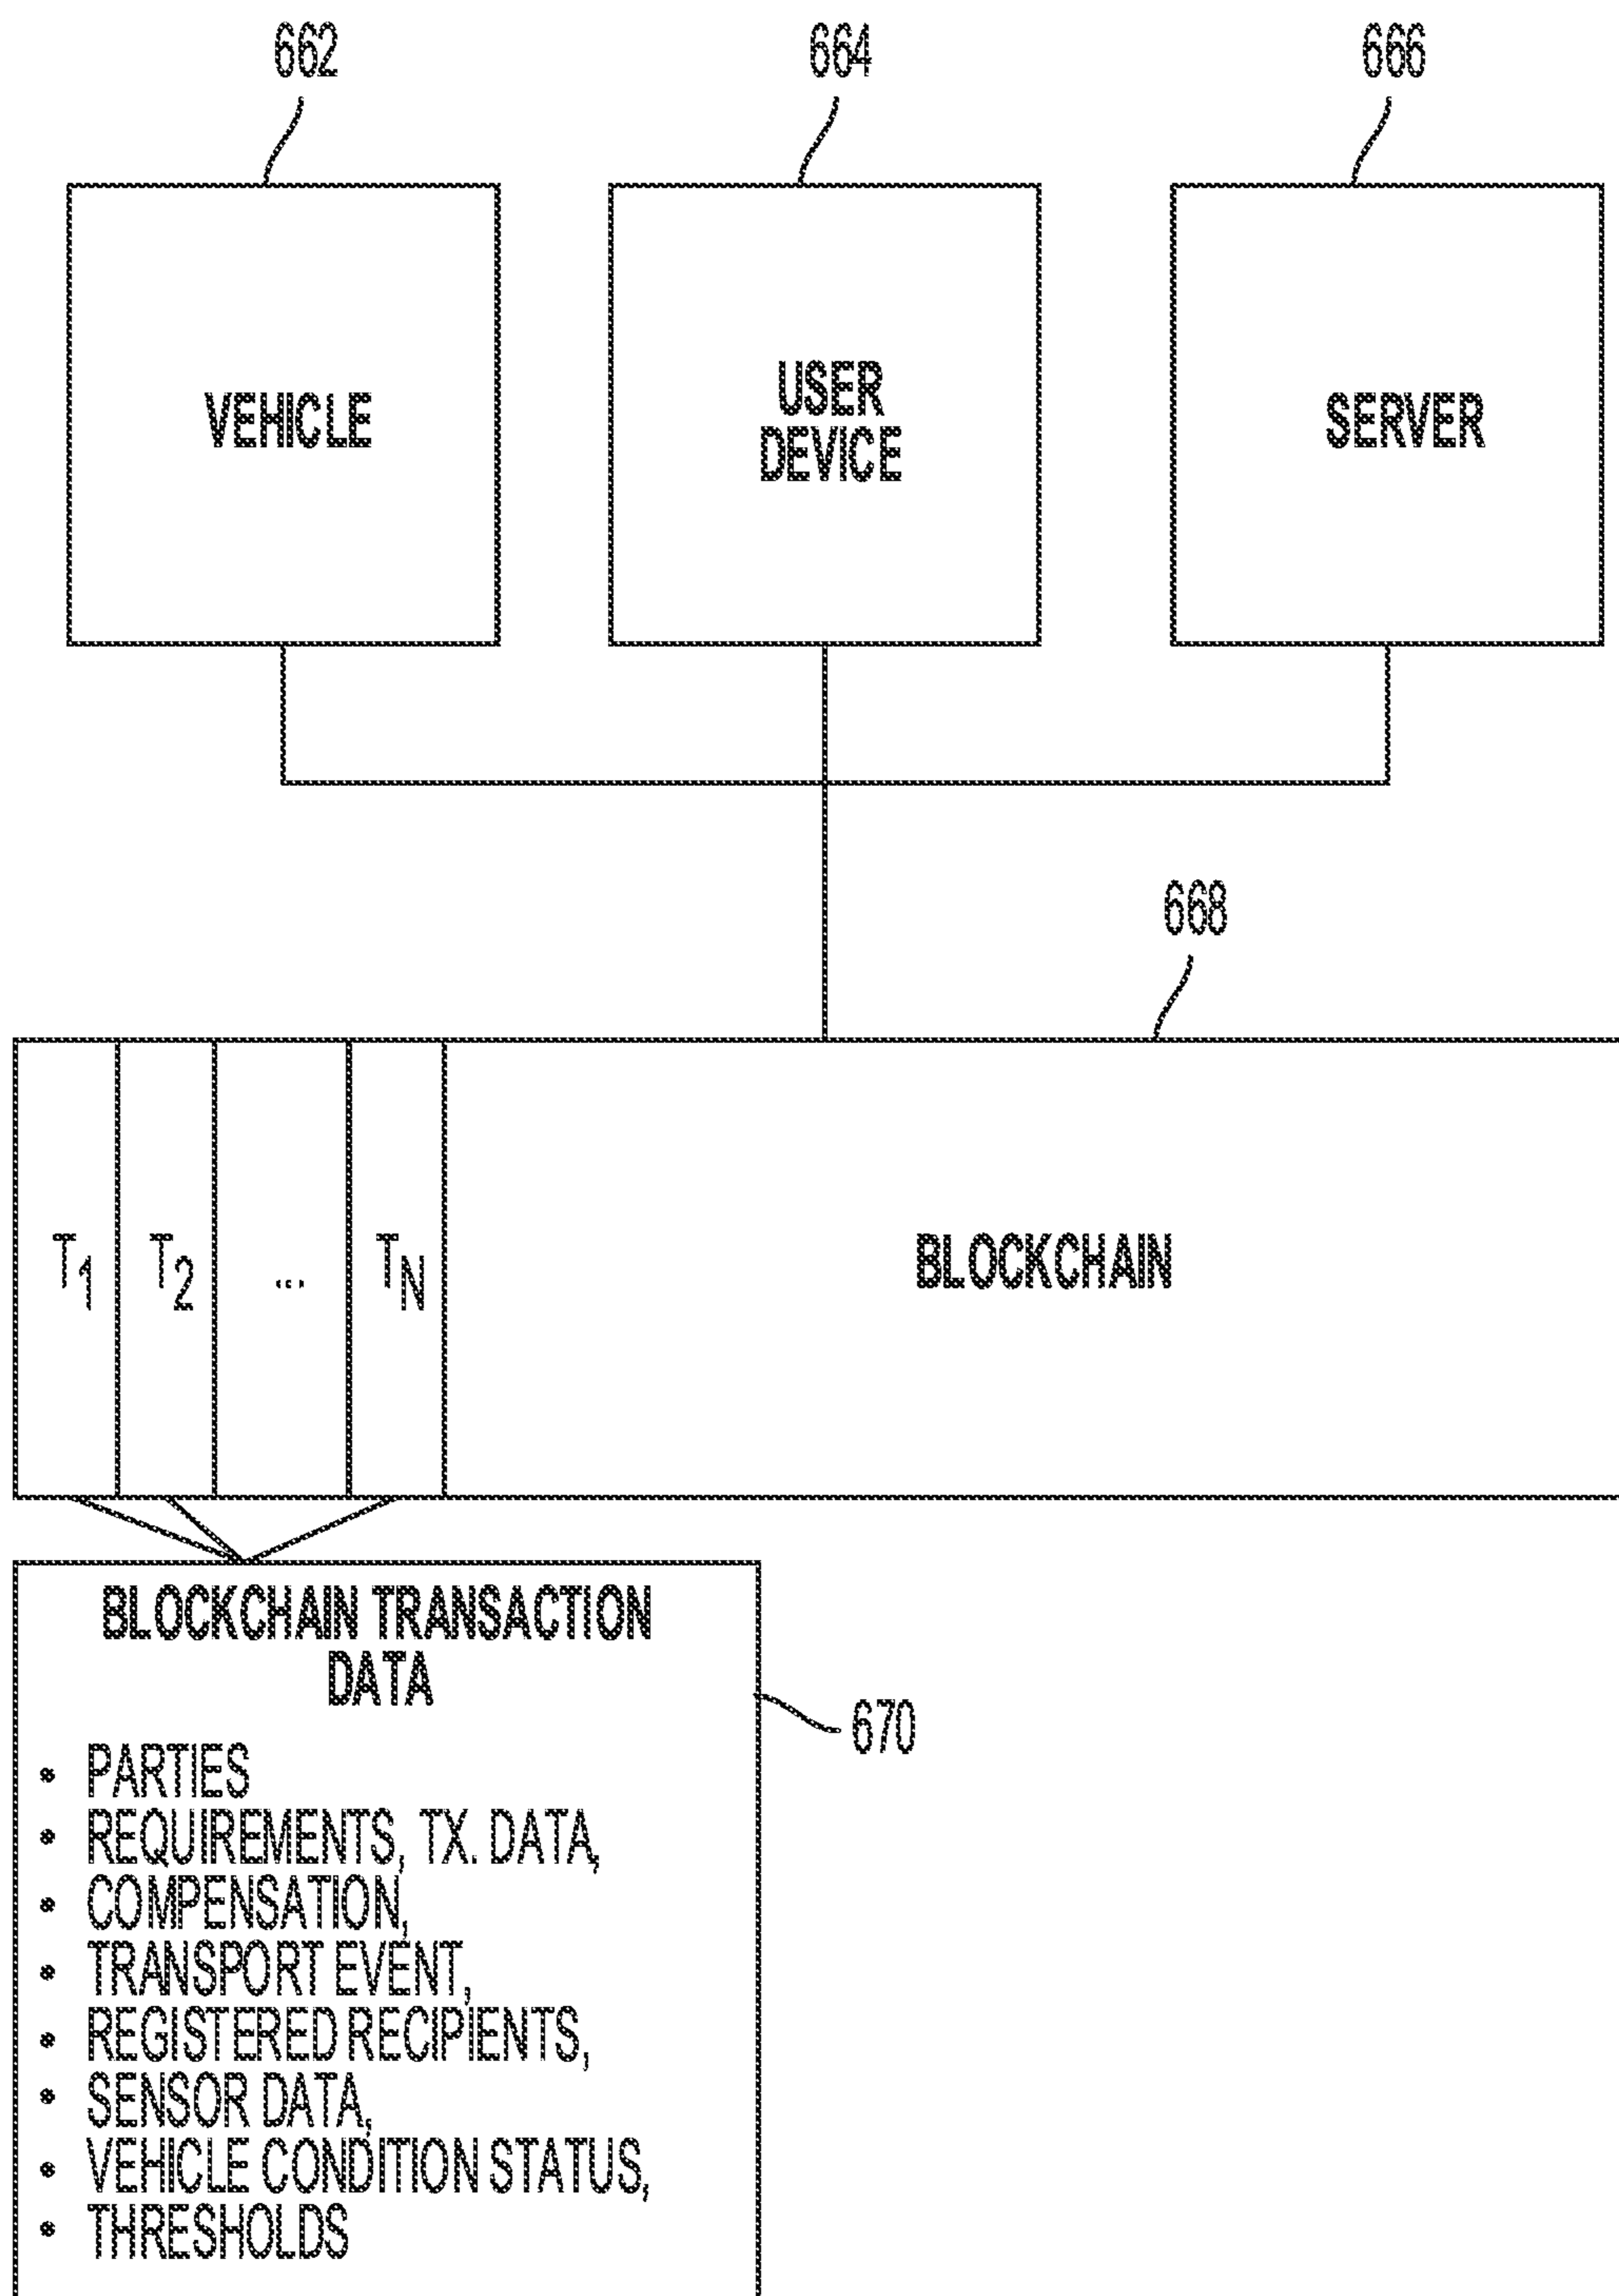 662
664
666
VEHICLE
USER
DEVICE
SERVER
668
T1
T2
...
TN
BLOCKCHAIN
BLOCKCHAIN TRANSACTION
DATA
670
• PARTIES
• REQUIREMENTS, TX. DATA,
• COMPENSATION,
• TRANSPORT EVENT,
• REGISTERED RECIPIENTS,
• SENSOR DATA,
• VEHICLE CONDITION STATUS,
• THRESHOLDS